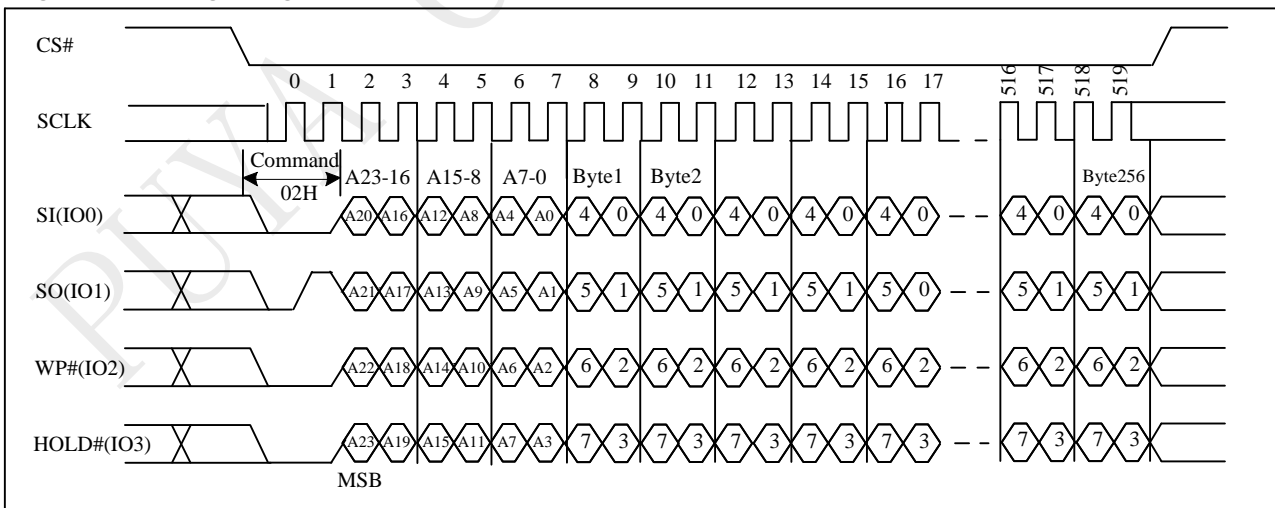 CS#
0 1 2 3 4 5 6 7 8 9 10 11 12 13 14 15 16 17 516 517 518 519
SCLK
Command
02H
A23-16 A15-8 A7-0 Byte1 Byte2 Byte256
SI(IO0) A20 A16 A12 A8 A4 A0 4 0 4 0 4 0 4 0 4 0 4 0 4 0
SO(IO1) A21 A17 A13 A9 A5 A1 5 1 5 1 5 1 5 1 5 0 5 1 5 1
WP#(IO2) A22 A18 A14 A10 A6 A2 6 2 6 2 6 2 6 2 6 2 6 2 6 2
HOLD#(IO3) A23 A19 A15 A11 A7 A3 7 3 7 3 7 3 7 3 7 3 7 3 7 3
MSB
PUYA